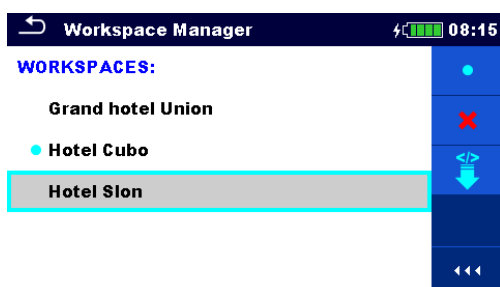 Workspace Manager 08:15
WORKSPACES:
Grand hotel Union
Hotel Cubo
Hotel Slon